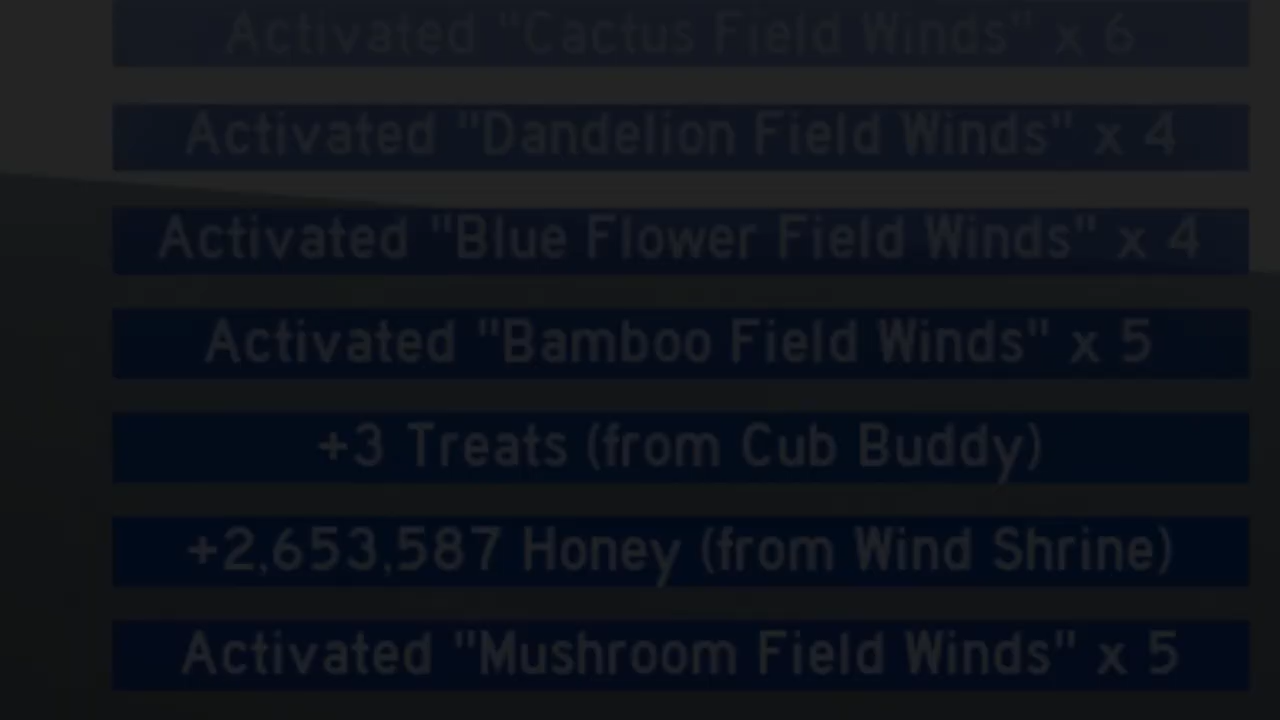 Activated "Cactus Field Winds" x 6
Activated "Dandelion Field Winds" x 4
Activated "Blue Flower Field Winds" x 4
Activated "Bamboo Field Winds" x 5
+3 Treats (from Cub Buddy)
+2,653,587 Honey (from Wind Shrine)
Activated "Mushroom Field Winds" x 5